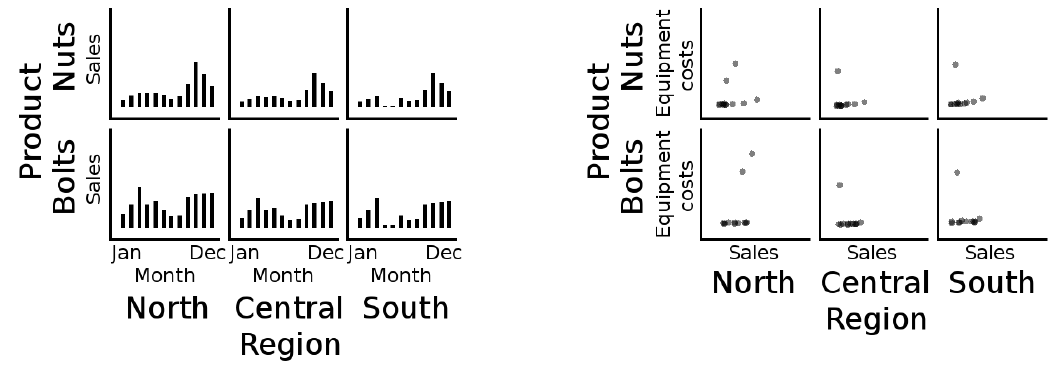 Product
Nuts
Sales
Bolts
Sales
Jan Dec Jan Dec Jan Dec
Month Month Month
North Central South
Region
Product
Nuts
Equipment
costs
Bolts
Equipment
costs
Sales Sales Sales
North Central South
Region